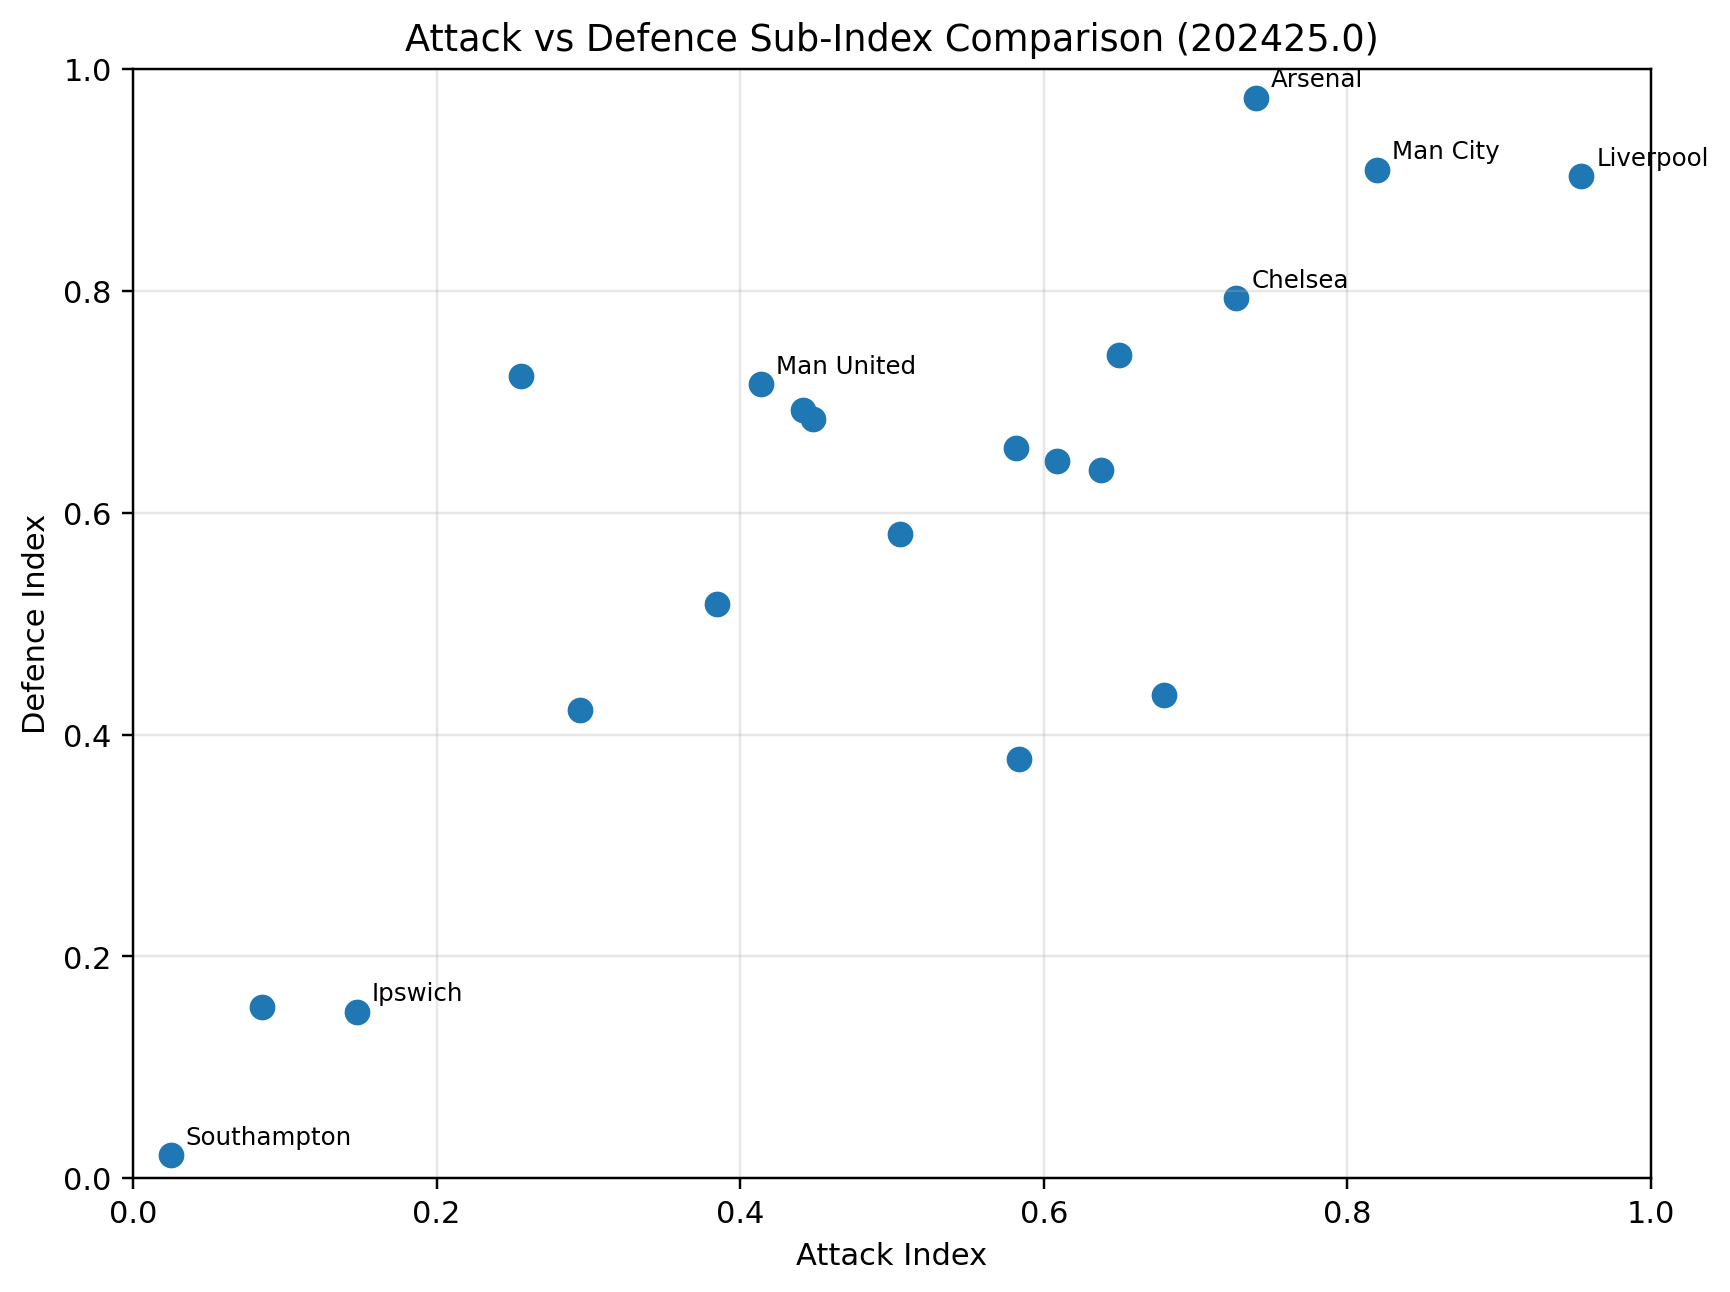 Attack vs Defence Sub-Index Comparison (202425.0)
1.0
0.8
0.6
0.4
0.2
0.0
Defence Index
Arsenal
Man City
Liverpool
Chelsea
Man United
Ipswich
Southampton
0.0 0.2 0.4 0.6 0.8 1.0
Attack Index